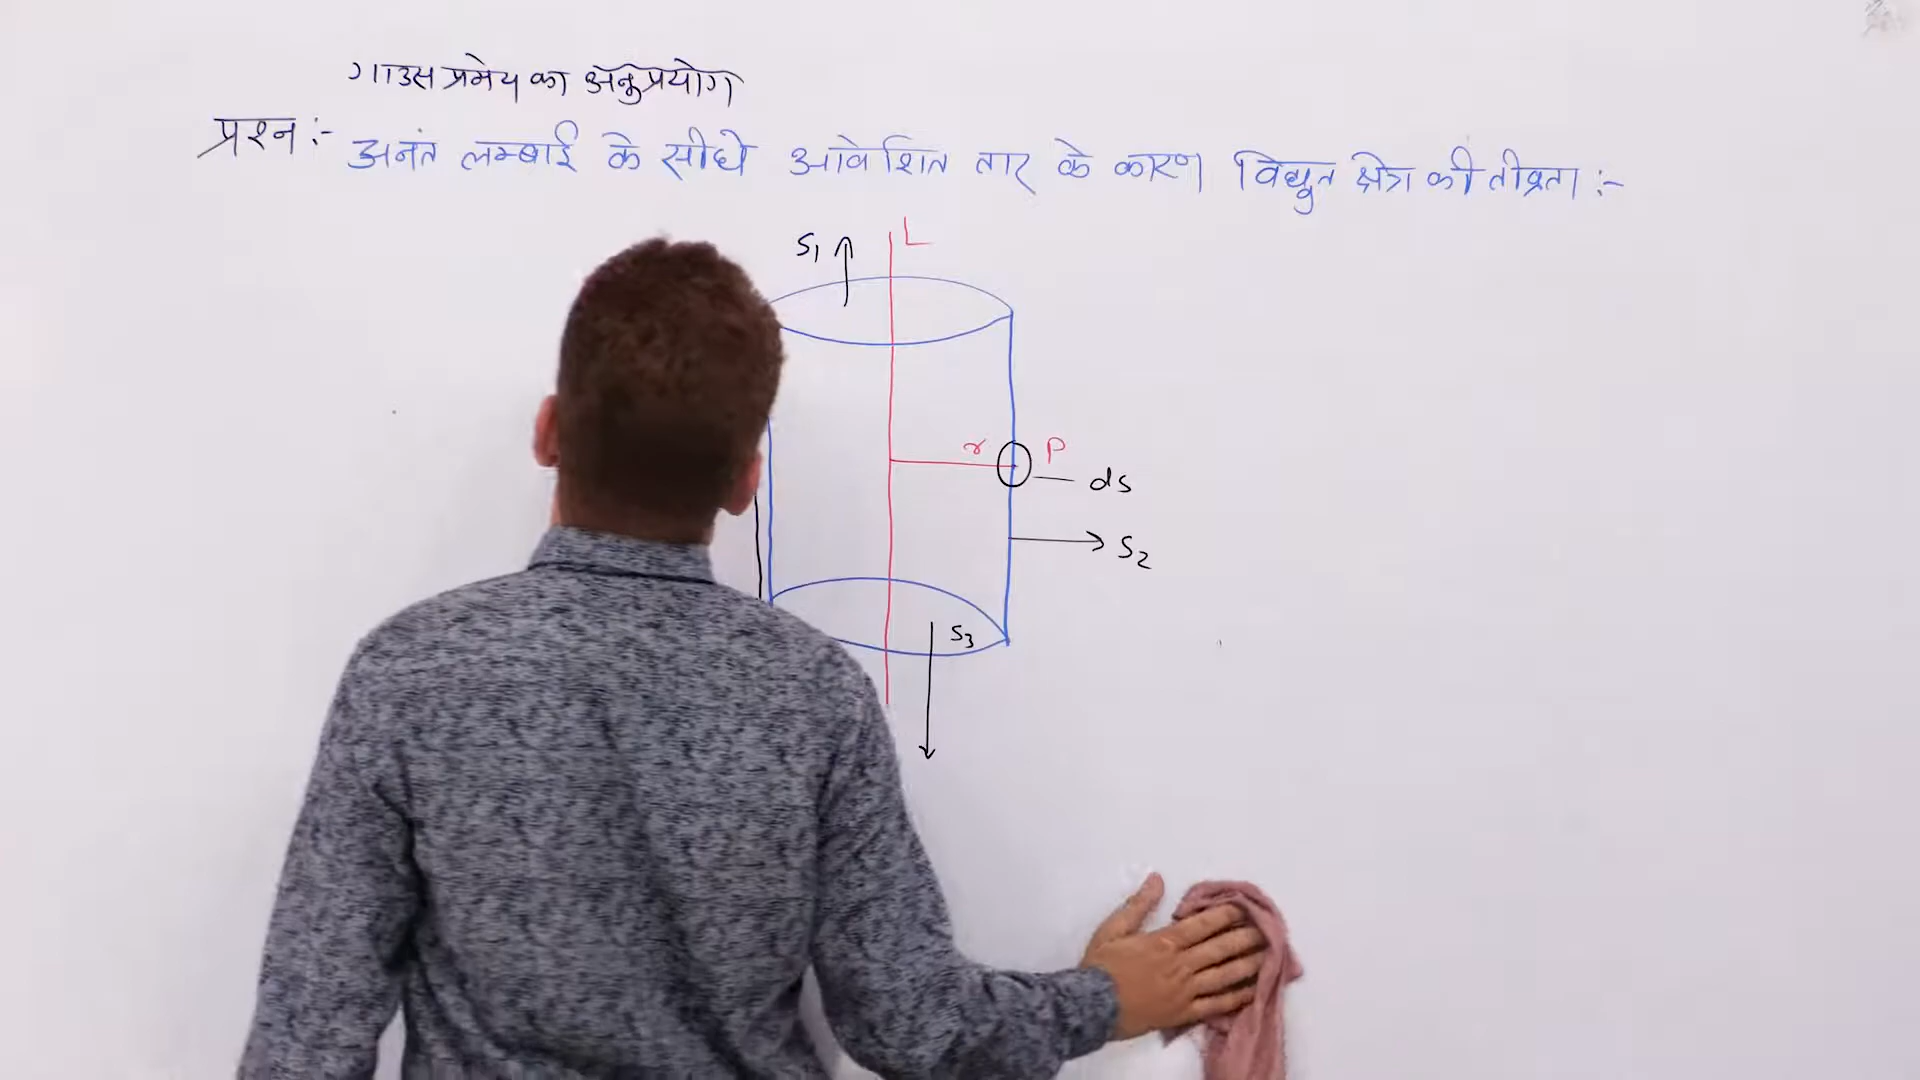 गाउस प्रमेय का अनुप्रयोग
प्रश्न :-
अनंत लम्बाई के सीधे आवेशित तार के कारण विद्युत क्षेत्र की तीव्रता :-
S₁
L
r
P
ds
S₂
S₃